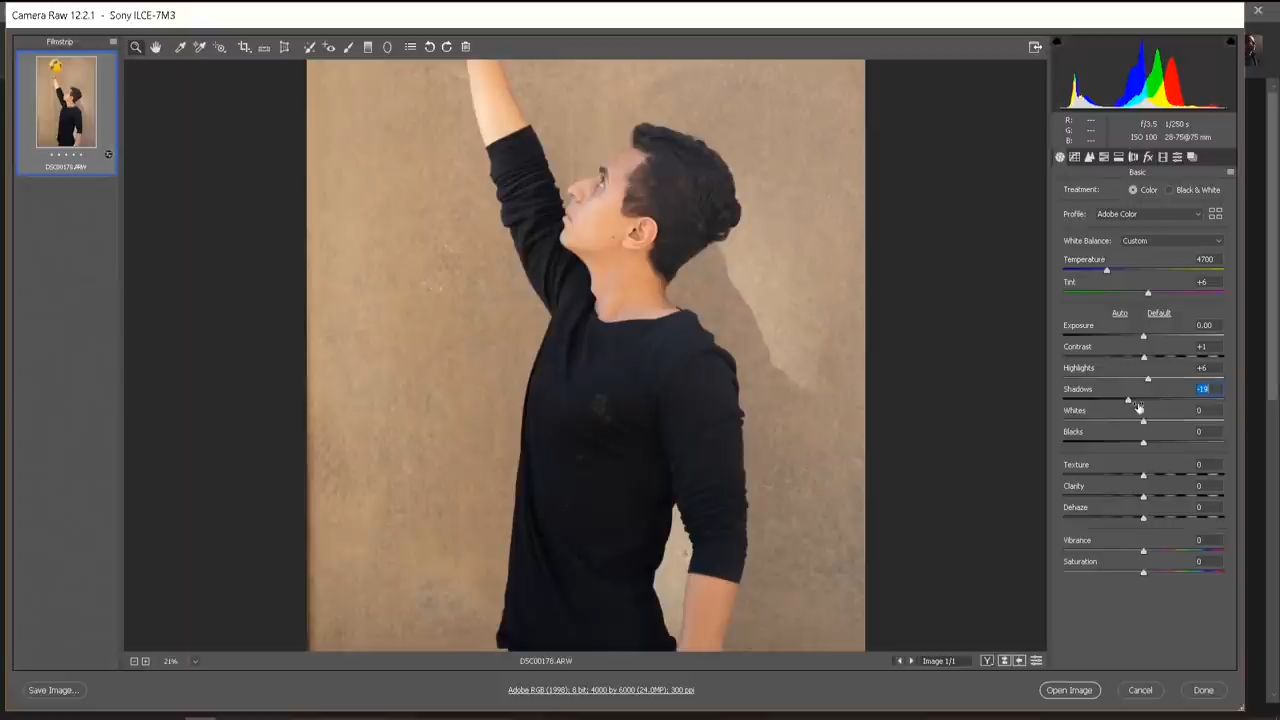 Camera Raw 12.2.1 - Sony ILCE-7M3
Filmstrip
DSC00178.ARW
R: ---
G: ---
B: ---
f/3.5 1/250 s
ISO 100 28-75@75 mm
Basic
Treatment: Color Black & White
Profile: Adobe Color
White Balance: Custom
Temperature 4700
Tint +6
Auto Default
Exposure 0.00
Contrast +1
Highlights +6
Shadows -19
Whites 0
Blacks 0
Texture 0
Clarity 0
Dehaze 0
Vibrance 0
Saturation 0
21% DSC00178.ARW Image 1/1 Y
Save Image... Adobe RGB (1998); 8 bit; 4000 by 6000 (24.0MP); 300 ppi Open Image Cancel Done